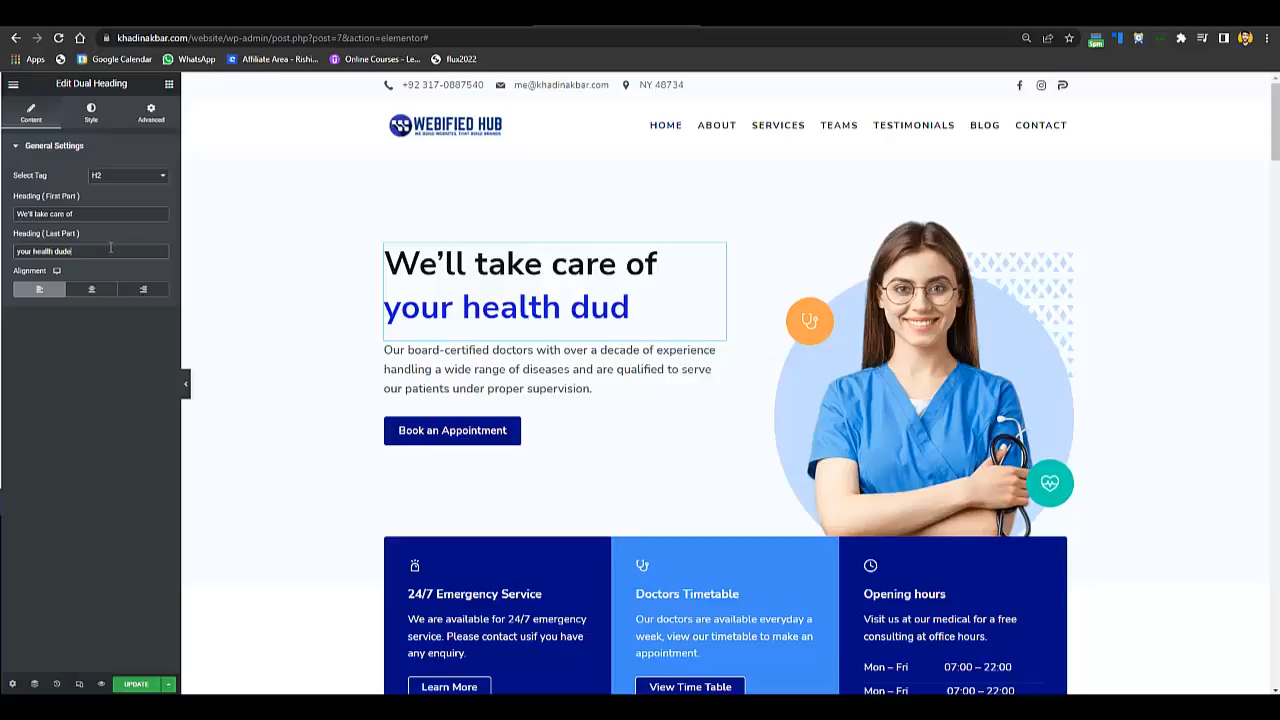 khadinakbar.com/website/wp-admin/post.php?post=7&action=elementor#
5pm
Apps
Google Calendar
WhatsApp
Affiliate Area - Rishi...
Online Courses - Le...
flux2022
Edit Dual Heading
Content
Style
Advanced
General Settings
Select Tag
H2
Heading ( First Part )
We'll take care of
Heading ( Last Part )
your health dude
Alignment
UPDATE
+92 317-0887540
me@khadinakbar.com
NY 48734
WEBIFIED HUB
WE BUILD WEBSITES, THAT BUILD BRANDS
HOME
ABOUT
SERVICES
TEAMS
TESTIMONIALS
BLOG
CONTACT
We’ll take care of
your health dud
Our board-certified doctors with over a decade of experience
handling a wide range of diseases and are qualified to serve
our patients under proper supervision.
Book an Appointment
24/7 Emergency Service
We are available for 24/7 emergency
service. Please contact usif you have
any enquiry.
Learn More
Doctors Timetable
Our doctors are available everyday a
week, view our timetable to make an
appointment.
View Time Table
Opening hours
Visit us at our medical for a free
consulting at office hours.
Mon – Fri 07:00 – 22:00
Mon – Fri 07:00 – 22:00